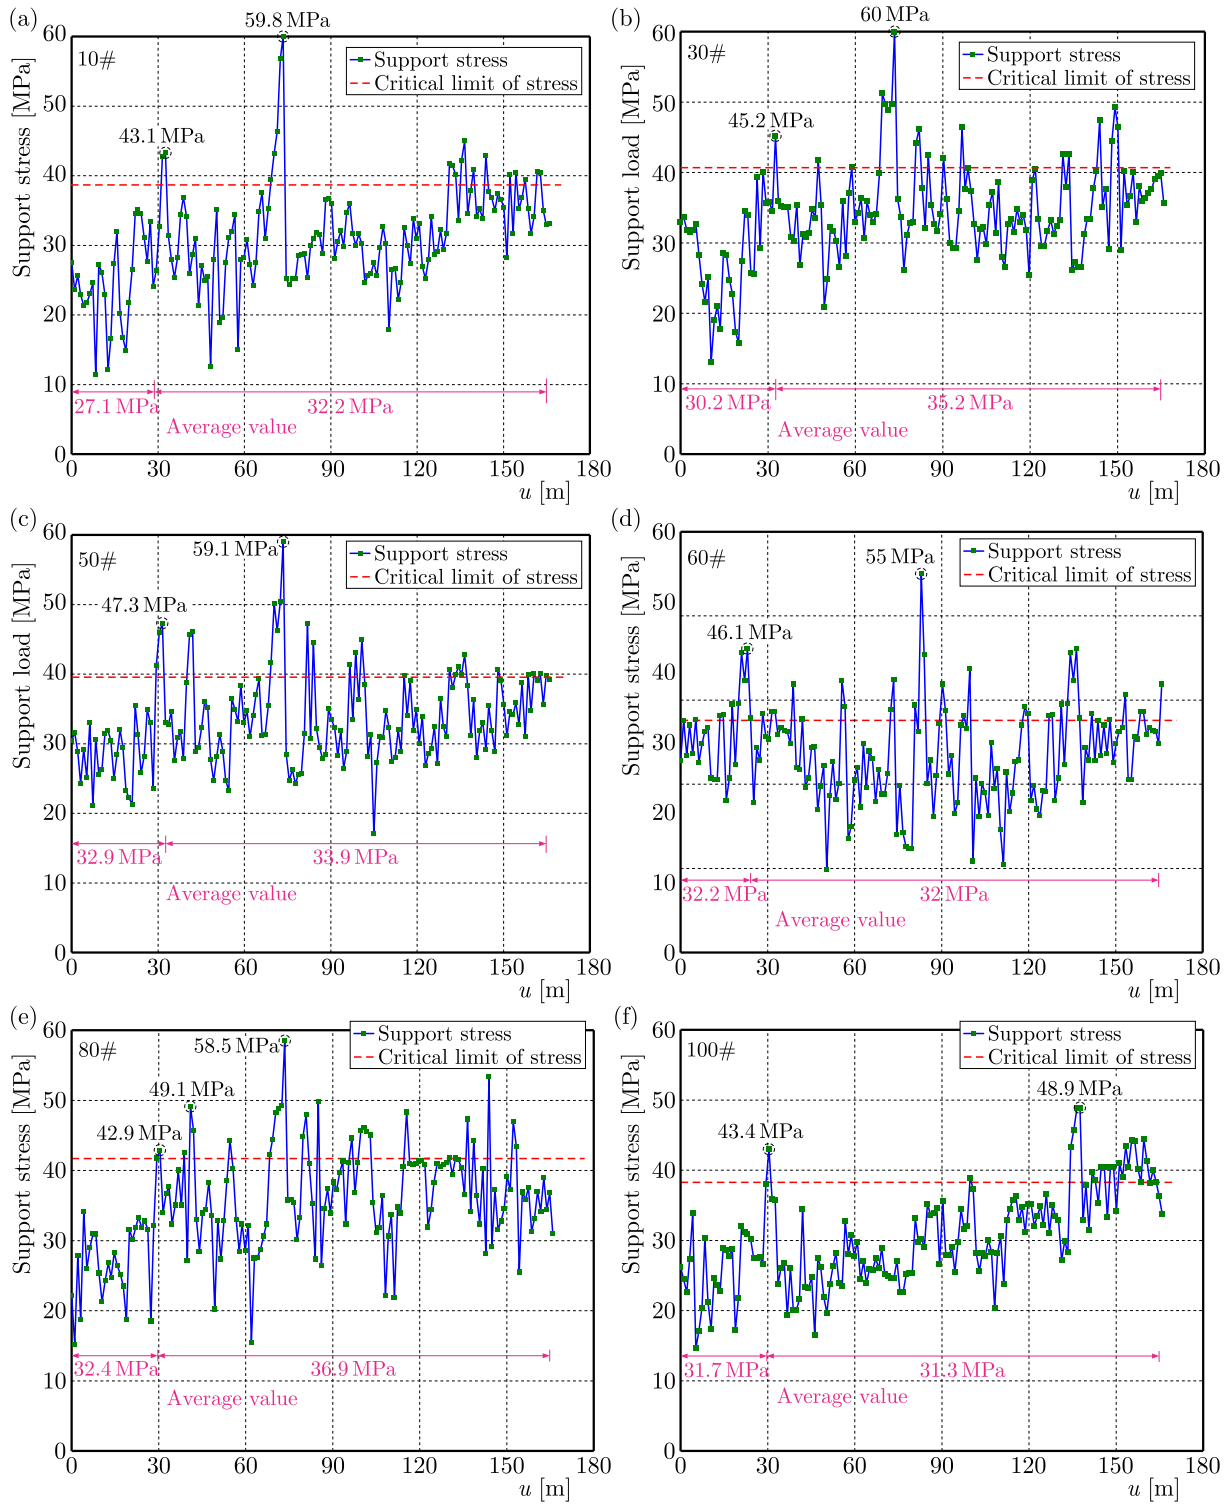 (a)
59.8 MPa
10#
Support stress
Critical limit of stress
43.1 MPa
Support stress [MPa]
60
50
40
30
20
10
0
27.1 MPa
32.2 MPa
Average value
0 30 60 90 120 150 180
u [m]
(b)
60 MPa
30#
Support stress
Critical limit of stress
45.2 MPa
Support load [MPa]
60
50
40
30
20
10
0
30.2 MPa
35.2 MPa
Average value
0 30 60 90 120 150 180
u [m]
(c)
59.1 MPa
50#
Support stress
Critical limit of stress
47.3 MPa
Support load [MPa]
60
50
40
30
20
10
0
32.9 MPa
33.9 MPa
Average value
0 30 60 90 120 150 180
u [m]
(d)
55 MPa
60#
Support stress
Critical limit of stress
46.1 MPa
Support stress [MPa]
60
50
40
30
20
10
0
32.2 MPa
32 MPa
Average value
0 30 60 90 120 150 180
u [m]
(e)
58.5 MPa
80#
Support stress
Critical limit of stress
49.1 MPa
42.9 MPa
Support stress [MPa]
60
50
40
30
20
10
0
32.4 MPa
36.9 MPa
Average value
0 30 60 90 120 150 180
u [m]
(f)
100#
Support stress
Critical limit of stress
48.9 MPa
43.4 MPa
Support stress [MPa]
60
50
40
30
20
10
0
31.7 MPa
31.3 MPa
Average value
0 30 60 90 120 150 180
u [m]